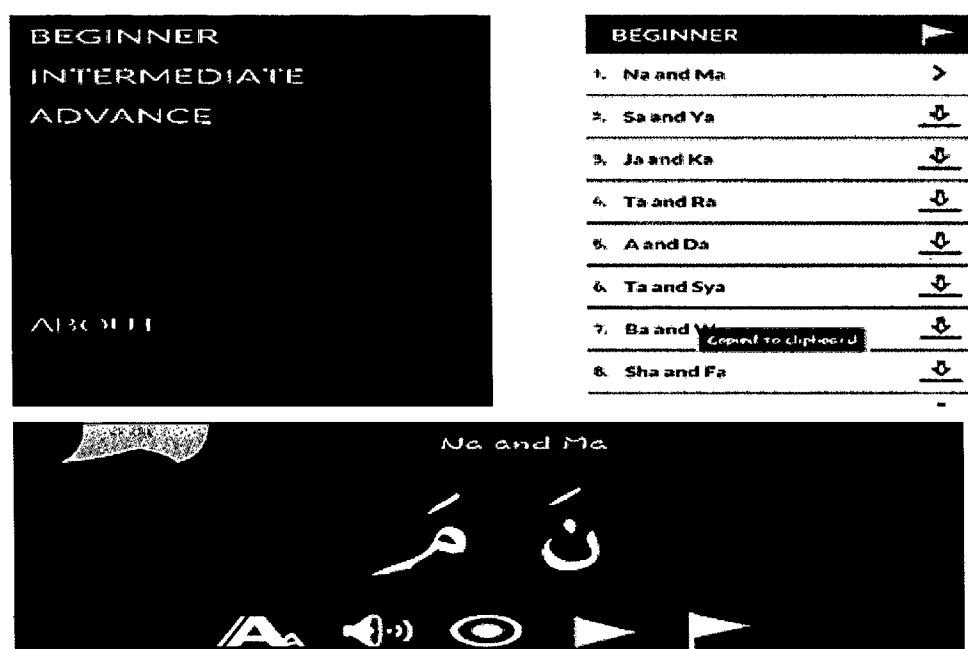 BEGINNER
INTERMEDIATE
ADVANCE
ABOUT
BEGINNER
1. Na and Ma
2. Sa and Ya
3. Ja and Ka
4. Ta and Ra
5. A and Da
6. Ta and Sya
7. Ba and
Copied to clipboard
8. Sha and Fa
Na and Ma
نَ مَ